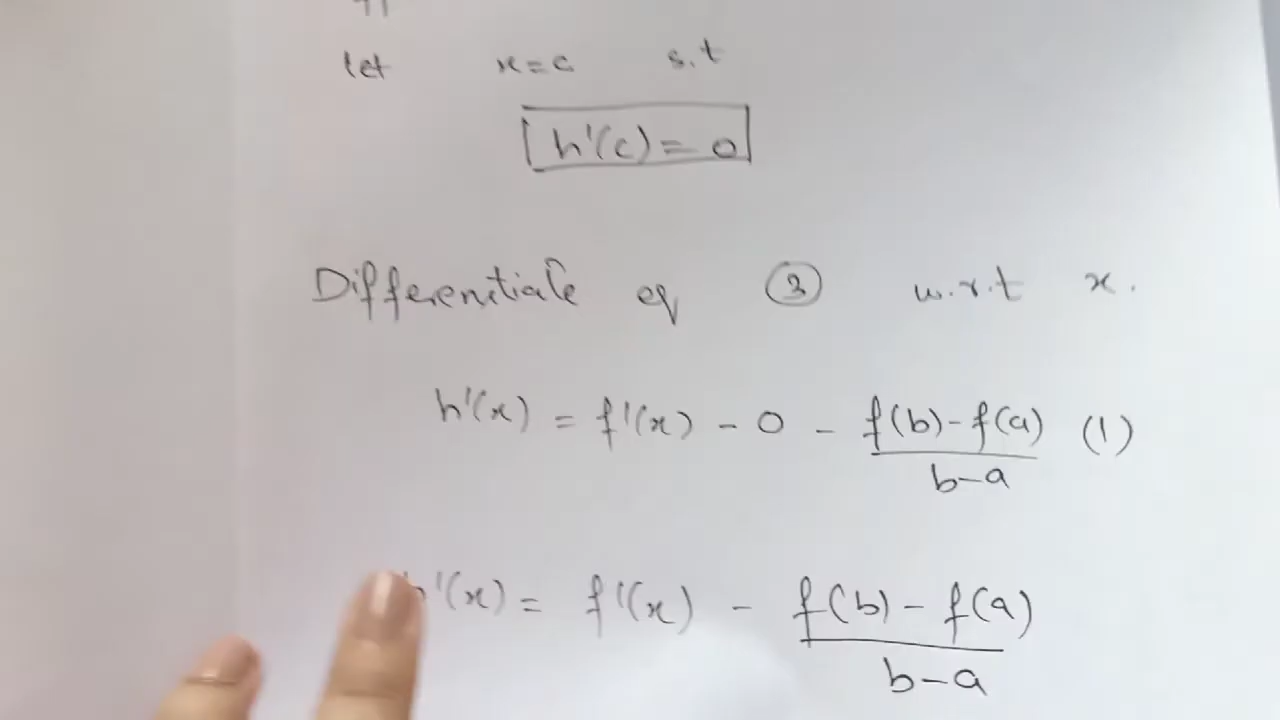 let x=c s.t
h'(c)= 0
Differentiate eq ③ w.r.t x.
h'(x) = f'(x) - 0 - f(b)-f(a) (1)
b-a
h'(x)= f'(x) - f(b)- f(a)
b-a